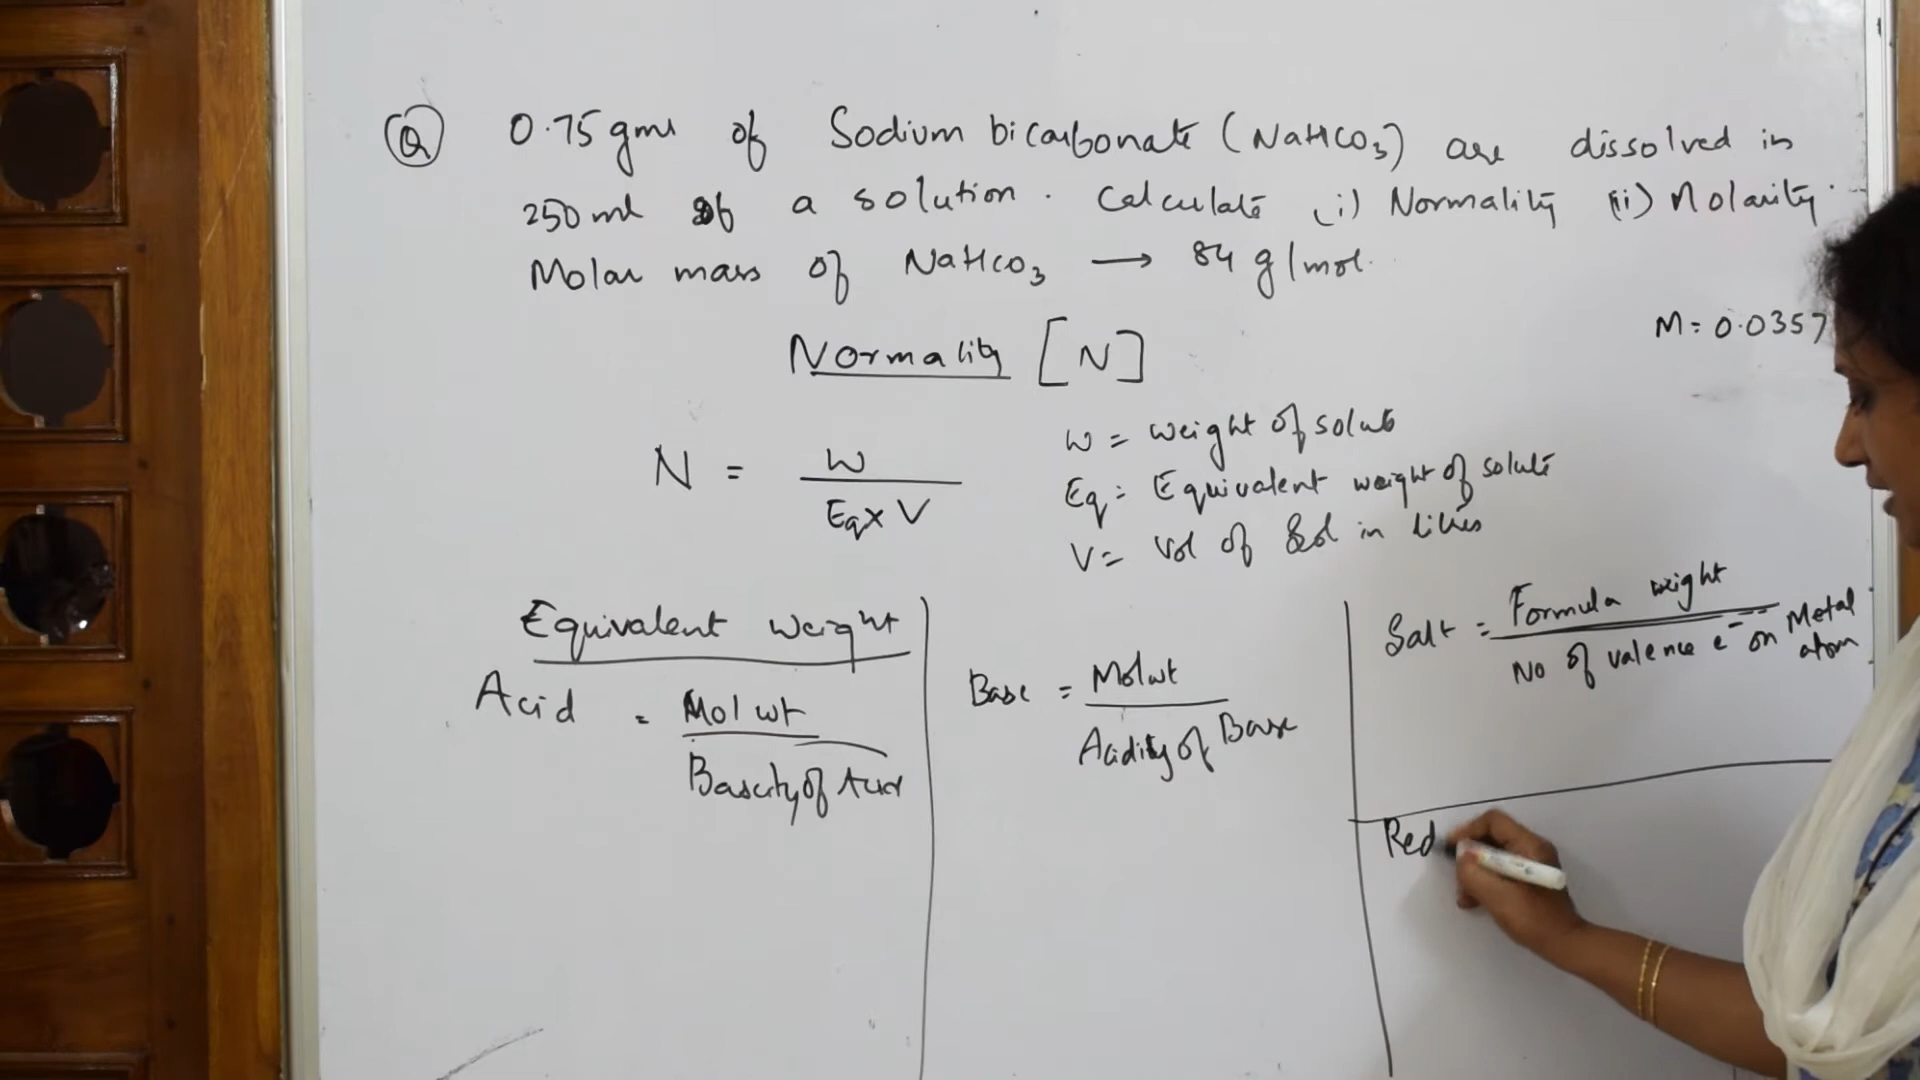 Q 0.75 gms of Sodium bicarbonate (NaHCO3) are dissolved in
250 ml of a solution. Calculate (i) Normality (ii) Molarity.
Molar mass of NaHCO3 → 84 g/mol.
M = 0.0357
Normality [N]
N = W / Eq x V
W = weight of solute
Eq = Equivalent weight of solute
V = Vol of Sol in litres
Equivalent weight
Acid = Mol wt / Bascity of Acid
Base = Mol wt / Acidity of Base
Salt = Formula weight / No of valence e- on Metal atom
Red